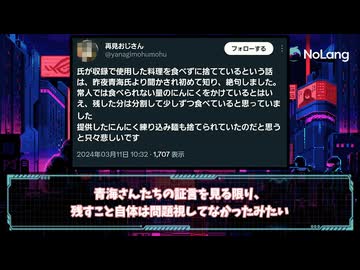 NoLang
再見おじさん
@yanagimohumohu
フォローする
氏が収録で使用した料理を食べずに捨てているという話
は、昨夜青海氏より聞かされ初めて知り、絶句しました。
常人では食べられない量のにんにくをかけているとはい
え、残した分は分割して少しずつ食べていると思っていま
した
提供したにんにく練り込み麺も捨てられていたのだと思う
と只々悲しいです
2024年03月11日 10:32・1,707 表示
青海さんたちの証言を見る限り、
残すこと自体は問題視してなかったみたい